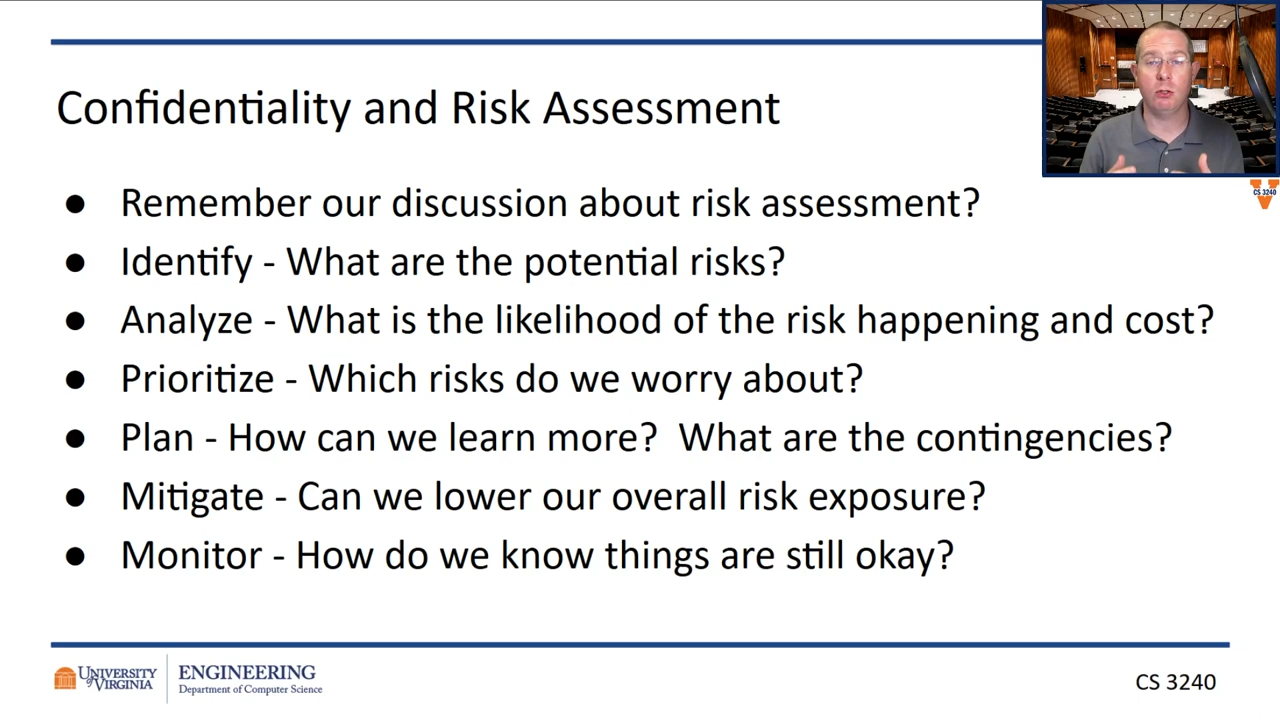 Confidentiality and Risk Assessment
CS 3240
● Remember our discussion about risk assessment?
● Identify - What are the potential risks?
● Analyze - What is the likelihood of the risk happening and cost?
● Prioritize - Which risks do we worry about?
● Plan - How can we learn more?  What are the contingencies?
● Mitigate - Can we lower our overall risk exposure?
● Monitor - How do we know things are still okay?
UNIVERSITY
of VIRGINIA
ENGINEERING
Department of Computer Science
CS 3240